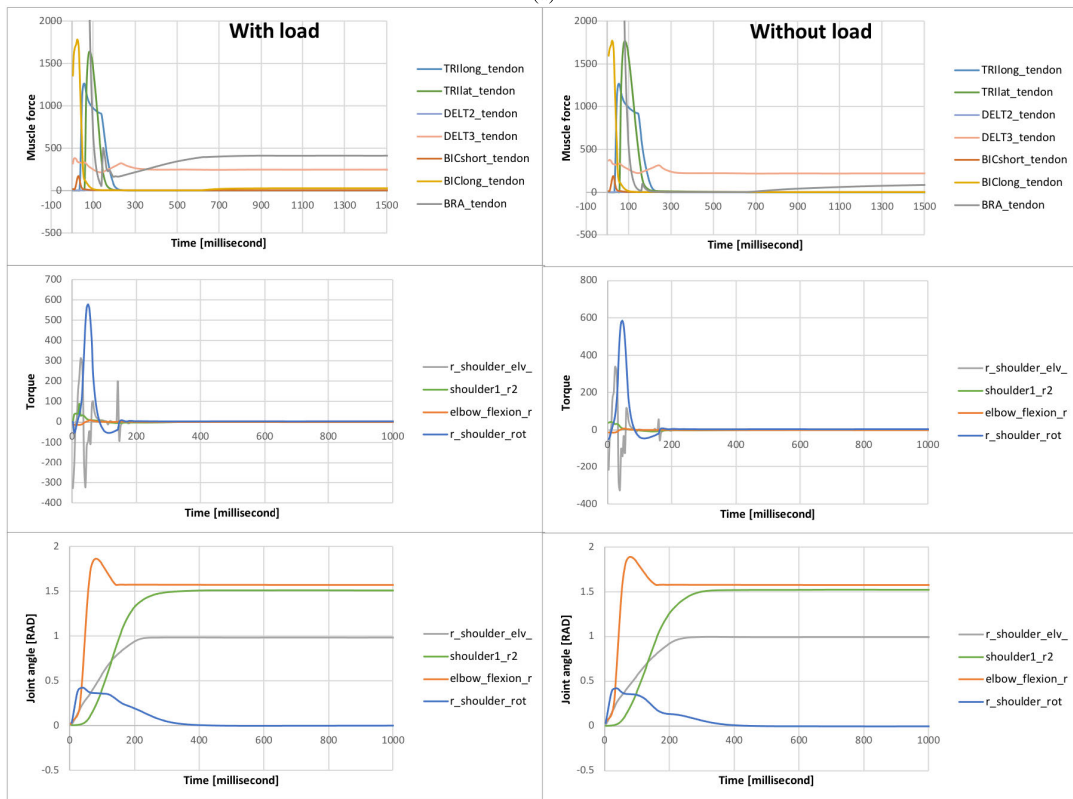 With load
2000
1500
1000
500
0
-500
-100 100 300 500 700 900 1100 1300 1500
Muscle force
Time [millisecond]
TRIlong_tendon
TRIlat_tendon
DELT2_tendon
DELT3_tendon
BICshort_tendon
BIClong_tendon
BRA_tendon
Without load
2000
1500
1000
500
0
-500
-100 100 300 500 700 900 1100 1300 1500
Muscle force
Time [millisecond]
TRIlong_tendon
TRIlat_tendon
DELT2_tendon
DELT3_tendon
BICshort_tendon
BIClong_tendon
BRA_tendon
700
600
500
400
300
200
100
0
-100
-200
-300
-400
0 200 400 600 800 1000
Torque
Time [millisecond]
r_shoulder_elv_
shoulder1_r2
elbow_flexion_r
r_shoulder_rot
800
600
400
200
0
-200
-400
0 200 400 600 800 1000
Torque
Time [millisecond]
r_shoulder_elv_
shoulder1_r2
elbow_flexion_r
r_shoulder_rot
2
1.5
1
0.5
0
-0.5
0 200 400 600 800 1000
Joint angle [RAD]
Time [millisecond]
r_shoulder_elv_
shoulder1_r2
elbow_flexion_r
r_shoulder_rot
2
1.5
1
0.5
0
-0.5
0 200 400 600 800 1000
Joint angle [RAD]
Time [millisecond]
r_shoulder_elv_
shoulder1_r2
elbow_flexion_r
r_shoulder_rot